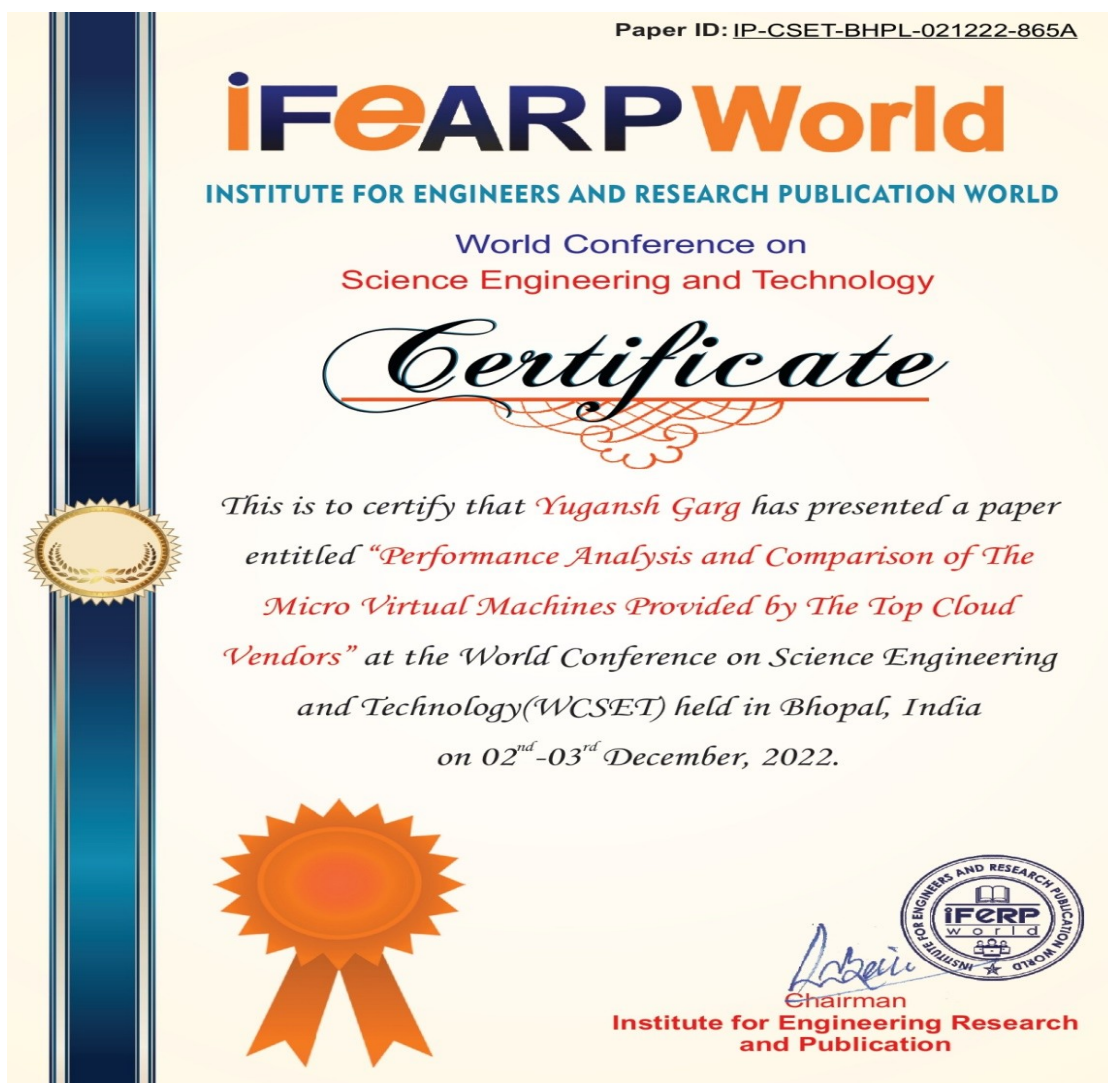 Paper ID: IP-CSET-BHPL-021222-865A
iFeARP World
INSTITUTE FOR ENGINEERS AND RESEARCH PUBLICATION WORLD
World Conference on
Science Engineering and Technology
Certificate
This is to certify that Yugansh Garg has presented a paper
entitled “Performance Analysis and Comparison of The
Micro Virtual Machines Provided by The Top Cloud
Vendors” at the World Conference on Science Engineering
and Technology(WCSET) held in Bhopal, India
on 02nd-03rd December, 2022.
INSTITUTE FOR ENGINEERS AND RESEARCH PUBLICATION WORLD
iFeRP
world
Chairman
Institute for Engineering Research
and Publication